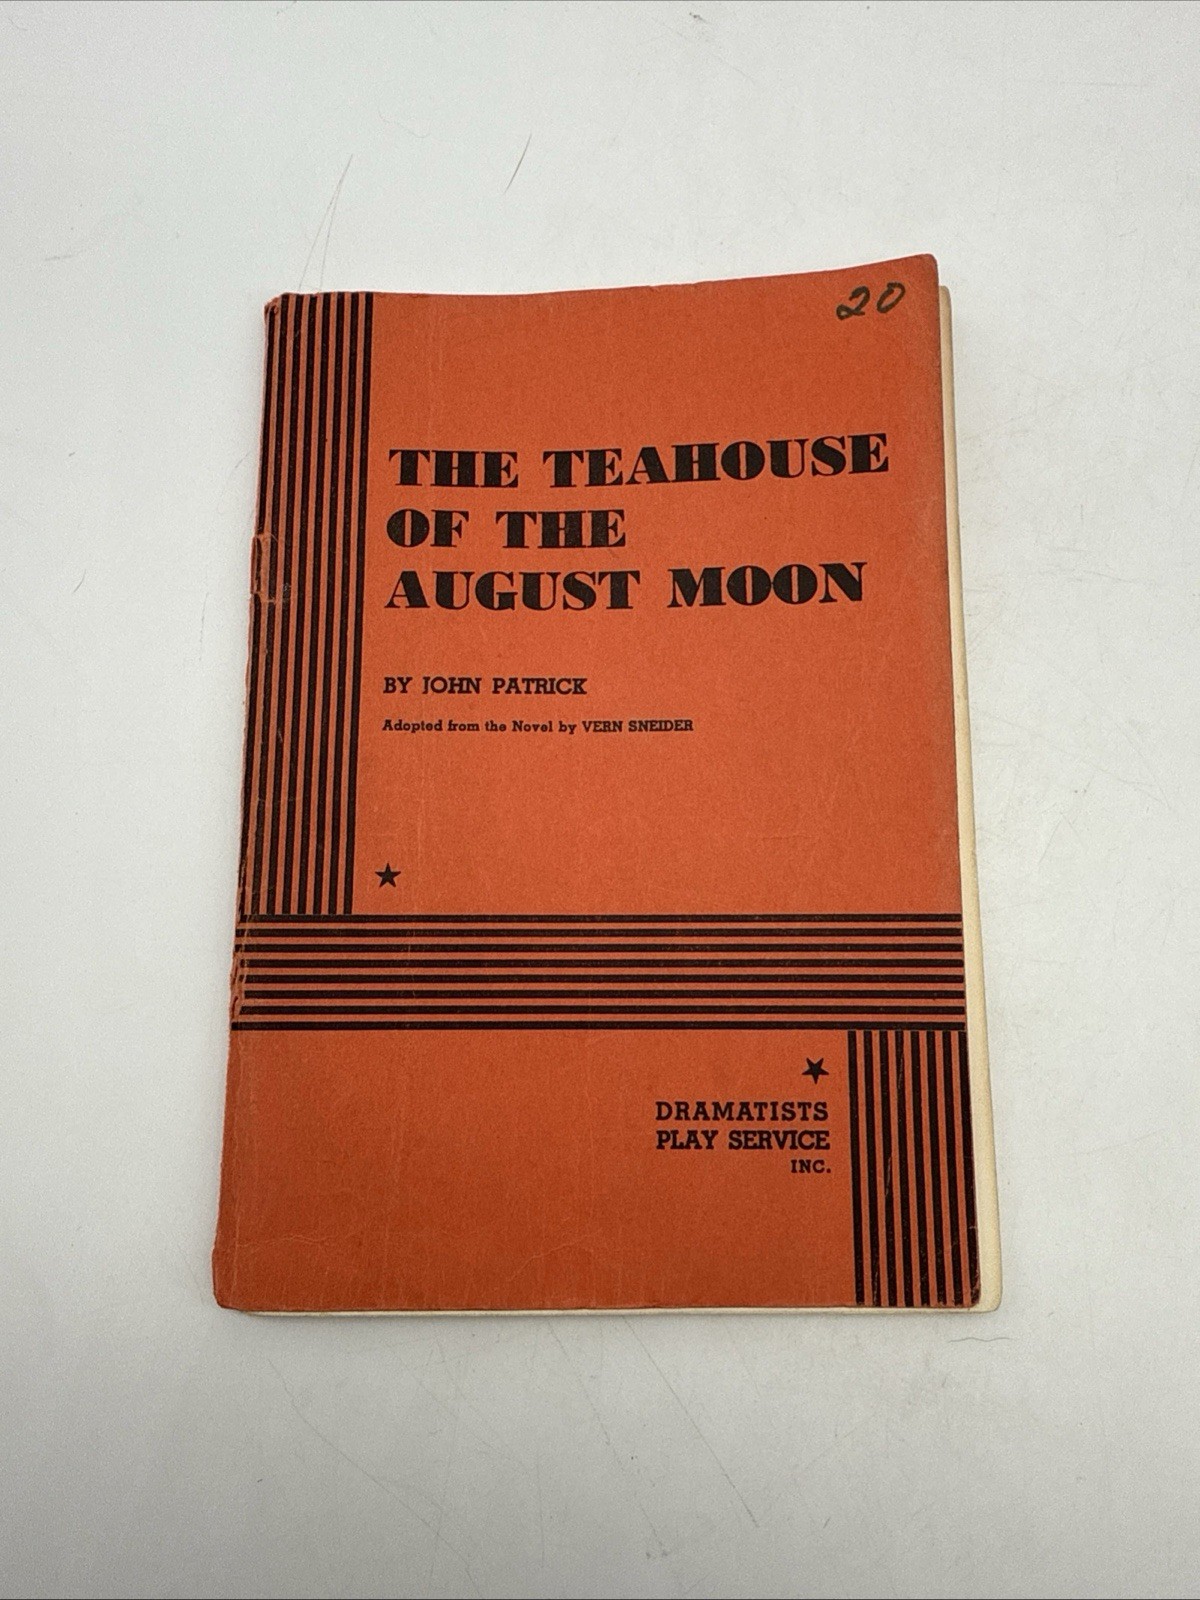 20
THE TEAHOUSE
OF THE
AUGUST MOON
BY JOHN PATRICK
Adopted from the Novel by VERN SNEIDER
DRAMATISTS
PLAY SERVICE
INC.